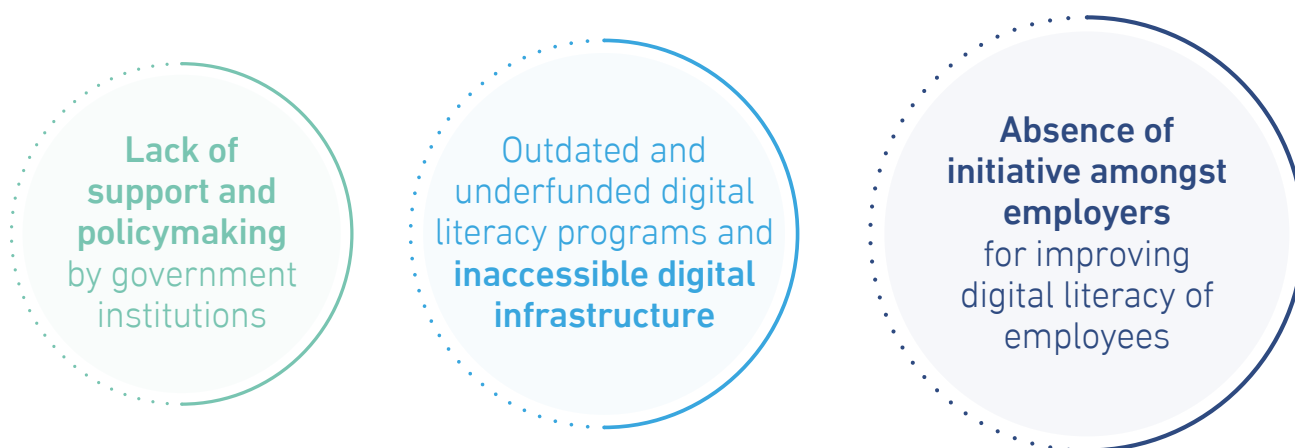 Lack of
support and
policymaking
by government
institutions
Outdated and
underfunded digital
literacy programs and
inaccessible digital
infrastructure
Absence of
initiative amongst
employers
for improving
digital literacy of
employees